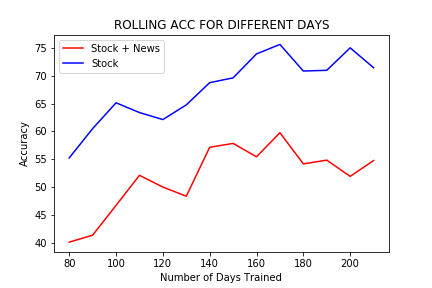 ROLLING ACC FOR DIFFERENT DAYS
Stock + News
Stock
Accuracy
75
70
65
60
55
50
45
40
80 100 120 140 160 180 200
Number of Days Trained